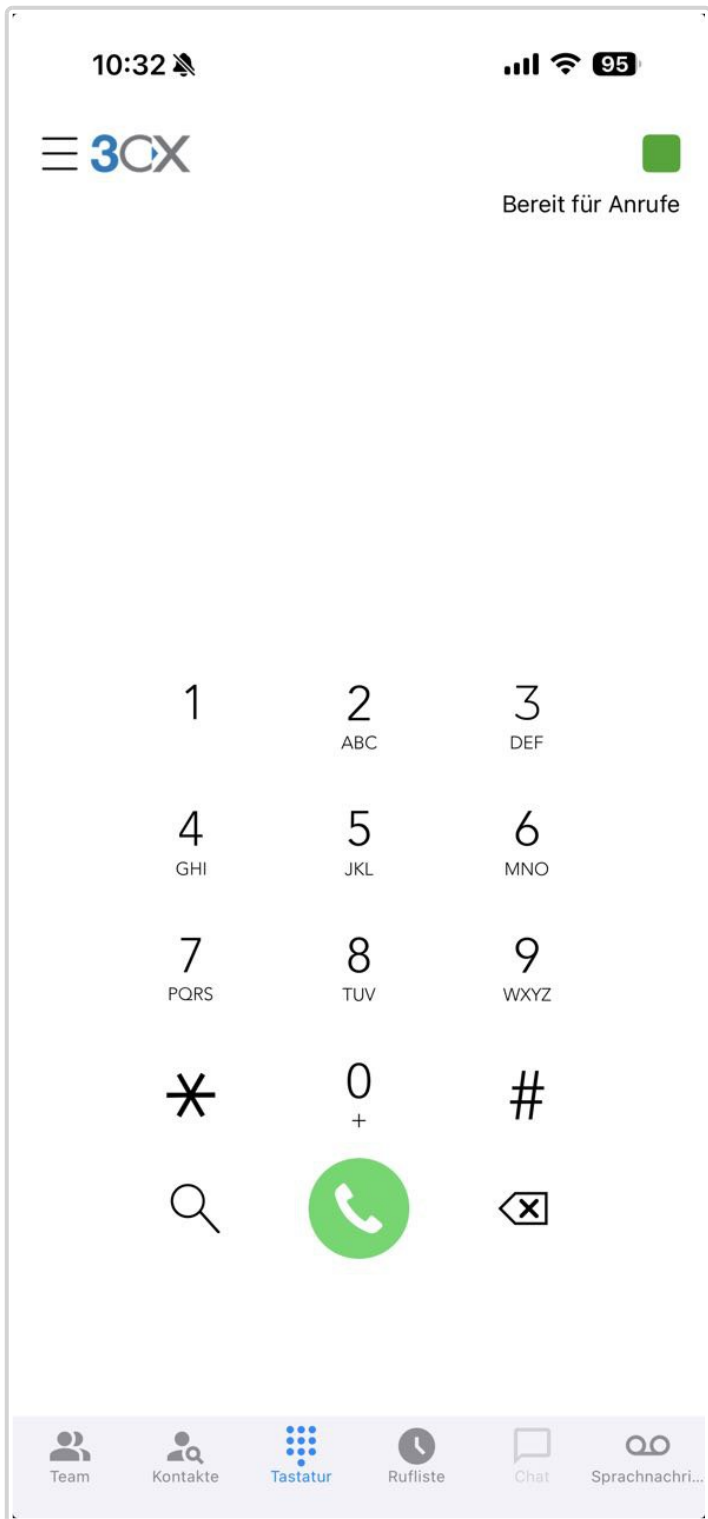 10:32
95
3CX
Bereit für Anrufe
1 2 3
ABC DEF
4 5 6
GHI JKL MNO
7 8 9
PQRS TUV WXYZ
* 0 #
+
Team Kontakte Tastatur Rufliste Chat Sprachnachri...